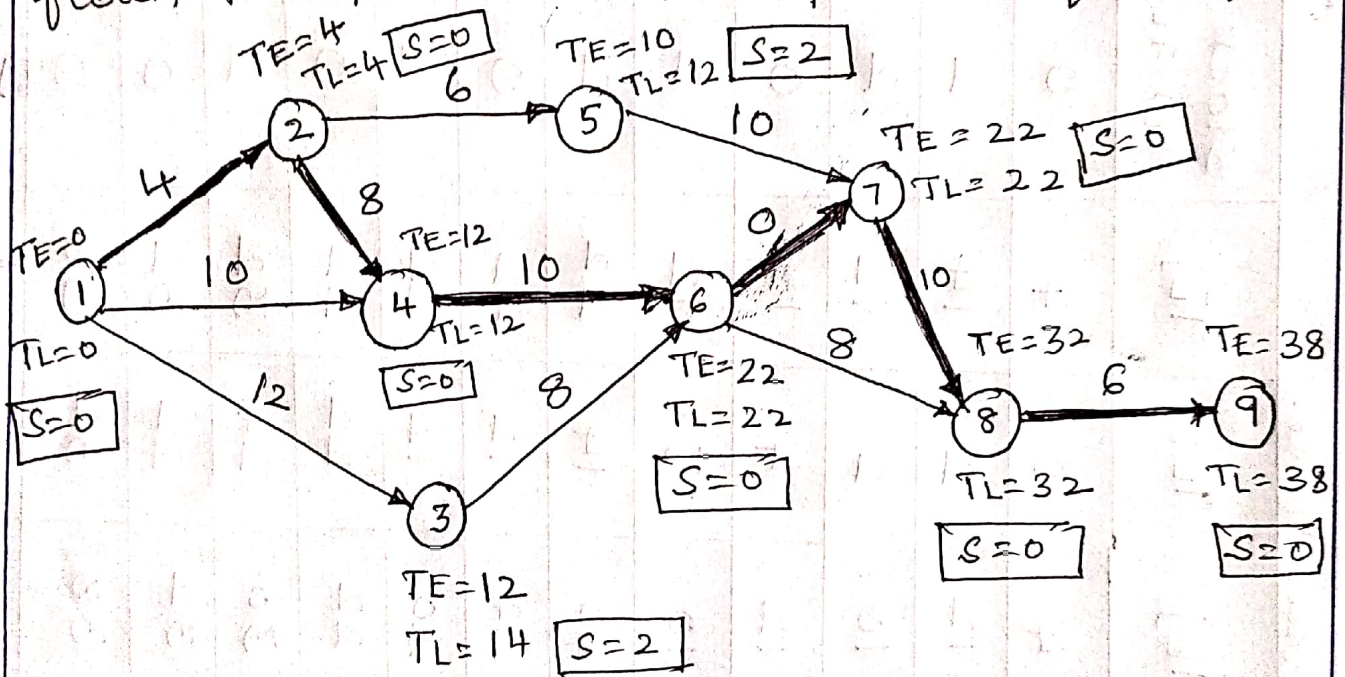 TE=4
TL=4 S=0
TE=10
TL=12 S=2
6
2
5
10
TE=22 S=0
7
TL=22
4
8
0
TE=0
10
TE=12
10
10
1
4
6
TL=12
TL=0
S=0
12
S=0
8
TE=22
TL=22
S=0
8
TE=32
6
TE=38
8
9
TL=32
S=0
TL=38
S=0
3
TE=12
TL=14 S=2